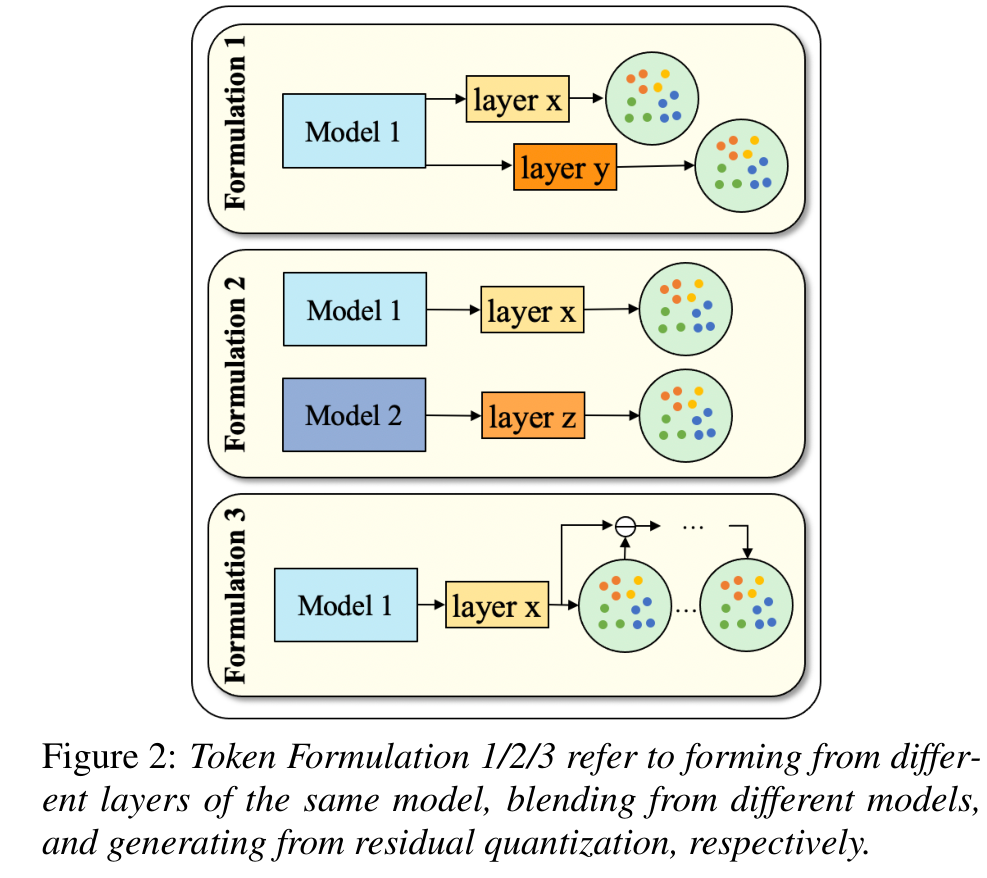 Formulation 1
Model 1
layer x
layer y
Formulation 2
Model 1
layer x
Model 2
layer z
Formulation 3
Model 1
layer x
...
...
Figure 2: Token Formulation 1/2/3 refer to forming from differ-
ent layers of the same model, blending from different models,
and generating from residual quantization, respectively.